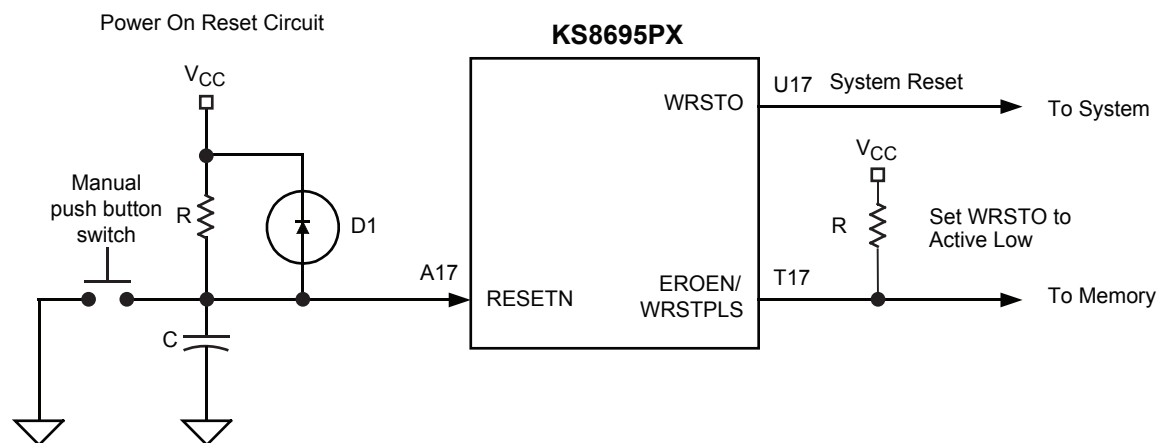 Power On Reset Circuit
KS8695PX
VCC
Manual
push button
switch
R
D1
C
A17
RESETN
WRSTO
U17
System Reset
To System
VCC
R
Set WRSTO to
Active Low
EROEN/
WRSTPLS
T17
To Memory